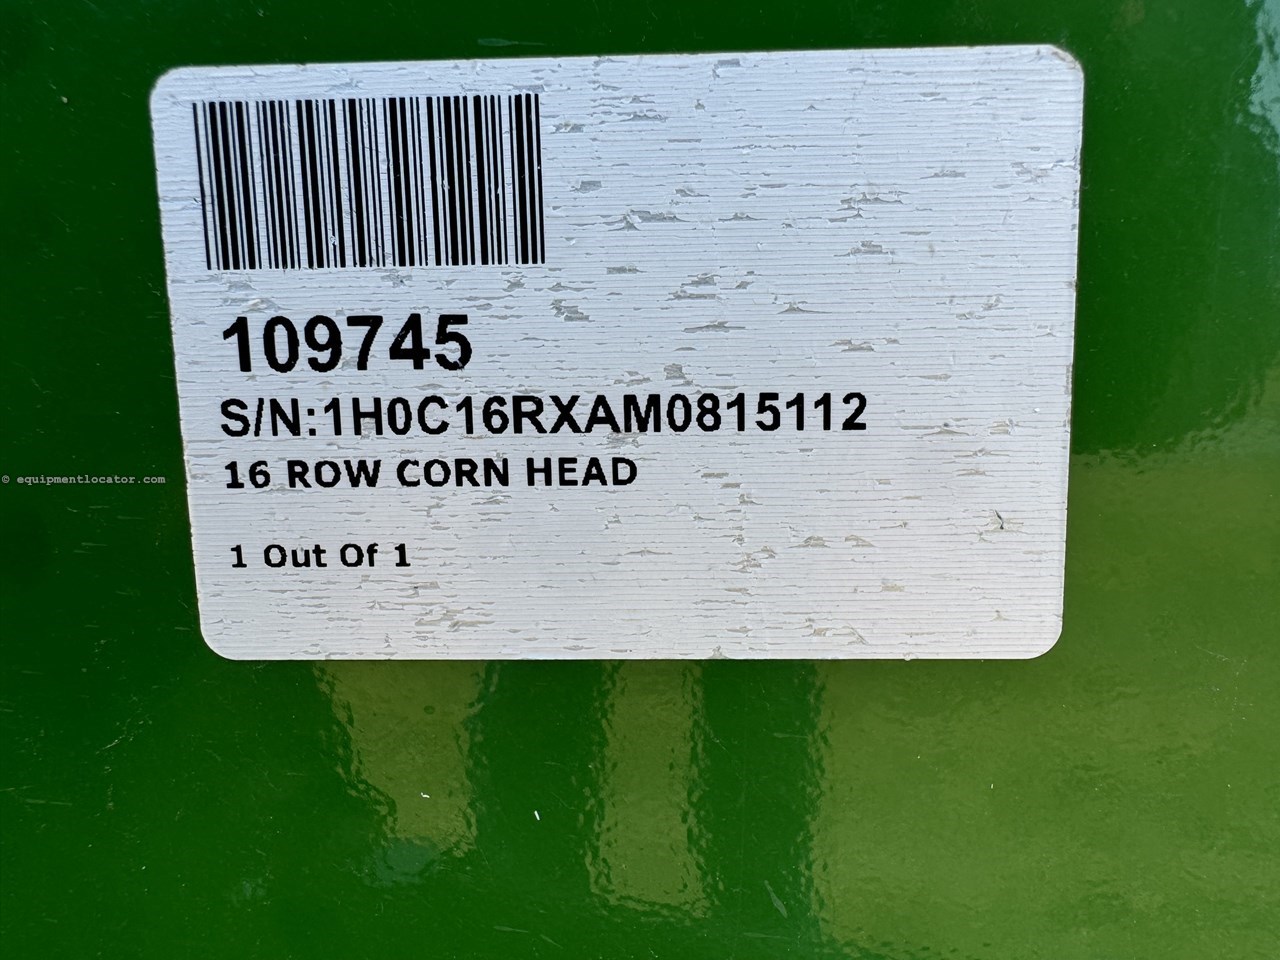 109745
S/N:1H0C16RXAM0815112
16 ROW CORN HEAD
1 Out Of 1
© equipmentlocator.com